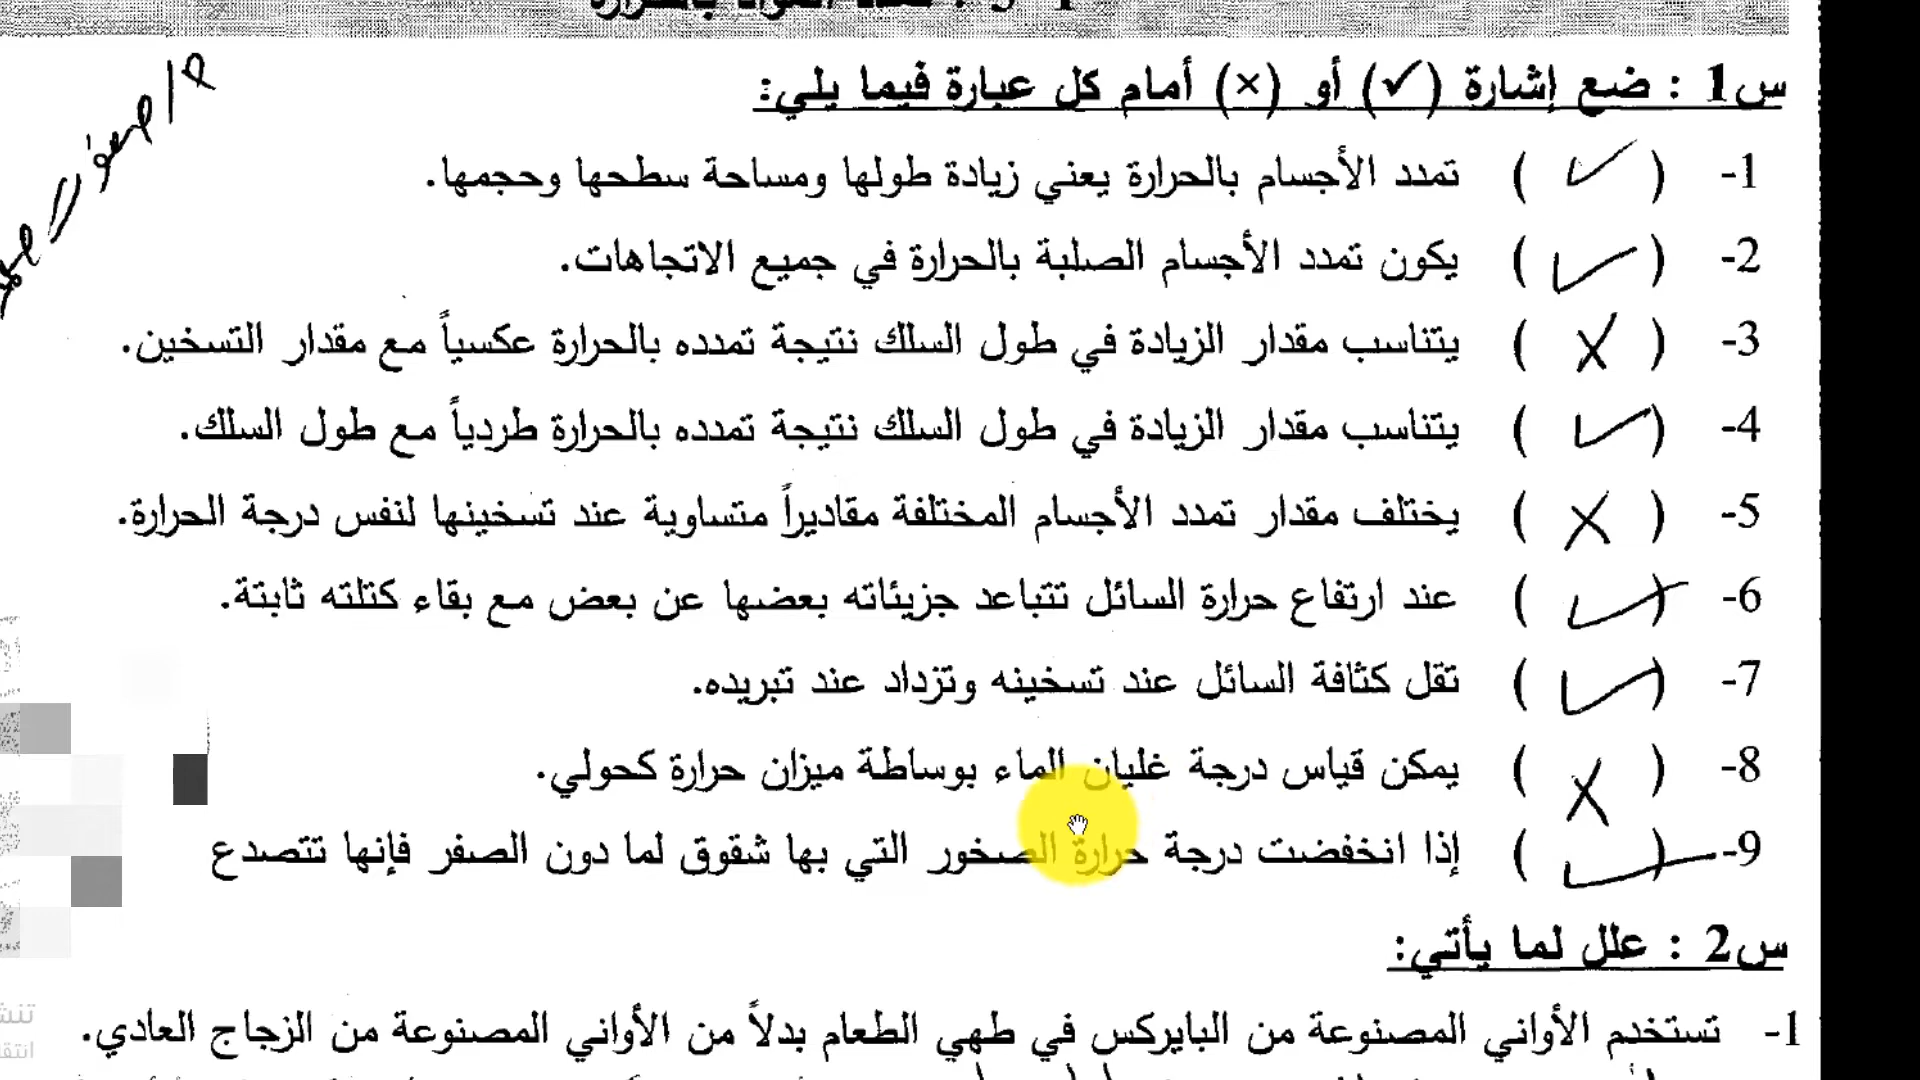 س1 : ضع إشارة (✓) أو (×) أمام كل عبارة فيما يلي:
1- ( ✓ ) تمدد الأجسام بالحرارة يعني زيادة طولها ومساحة سطحها وحجمها.
2- ( ✓ ) يكون تمدد الأجسام الصلبة بالحرارة في جميع الاتجاهات.
3- ( × ) يتناسب مقدار الزيادة في طول السلك نتيجة تمدده بالحرارة عكسياً مع مقدار التسخين.
4- ( ✓ ) يتناسب مقدار الزيادة في طول السلك نتيجة تمدده بالحرارة طردياً مع طول السلك.
5- ( × ) يختلف مقدار تمدد الأجسام المختلفة مقاديراً متساوية عند تسخينها لنفس درجة الحرارة.
6- ( ✓ ) عند ارتفاع حرارة السائل تتباعد جزيئاته بعضها عن بعض مع بقاء كتلته ثابتة.
7- ( ✓ ) تقل كثافة السائل عند تسخينه وتزداد عند تبريده.
8- ( × ) يمكن قياس درجة غليان الماء بوساطة ميزان حرارة كحولي.
9- ( ✓ ) إذا انخفضت درجة حرارة الصخور التي بها شقوق لما دون الصفر فإنها تتصدع
س2 : علل لما يأتي:
1- تستخدم الأواني المصنوعة من البايركس في طهي الطعام بدلاً من الأواني المصنوعة من الزجاج العادي.